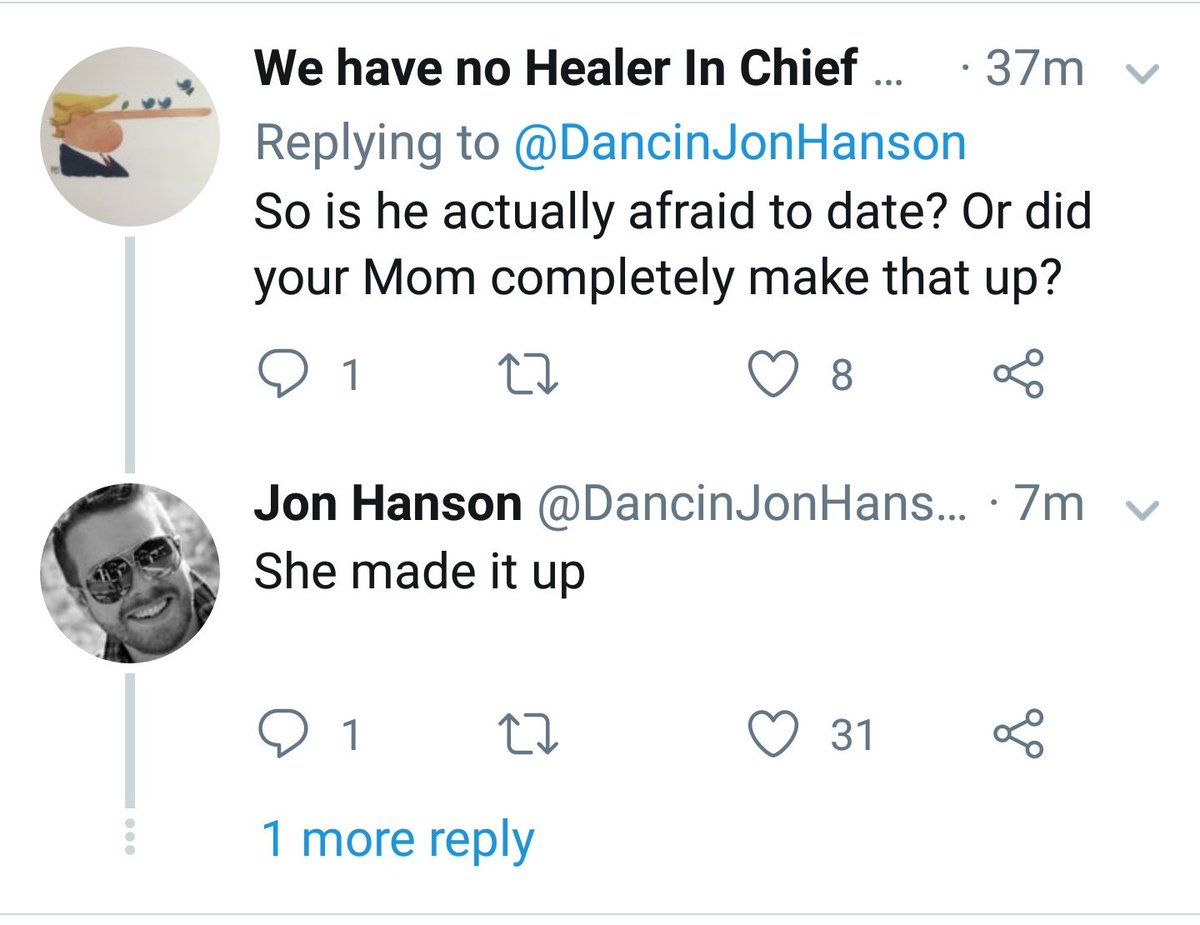 We have no Healer In Chief ... · 37m
Replying to @DancinJonHanson
So is he actually afraid to date? Or did
your Mom completely make that up?
1 8
Jon Hanson @DancinJonHans... · 7m
She made it up
1 31
1 more reply